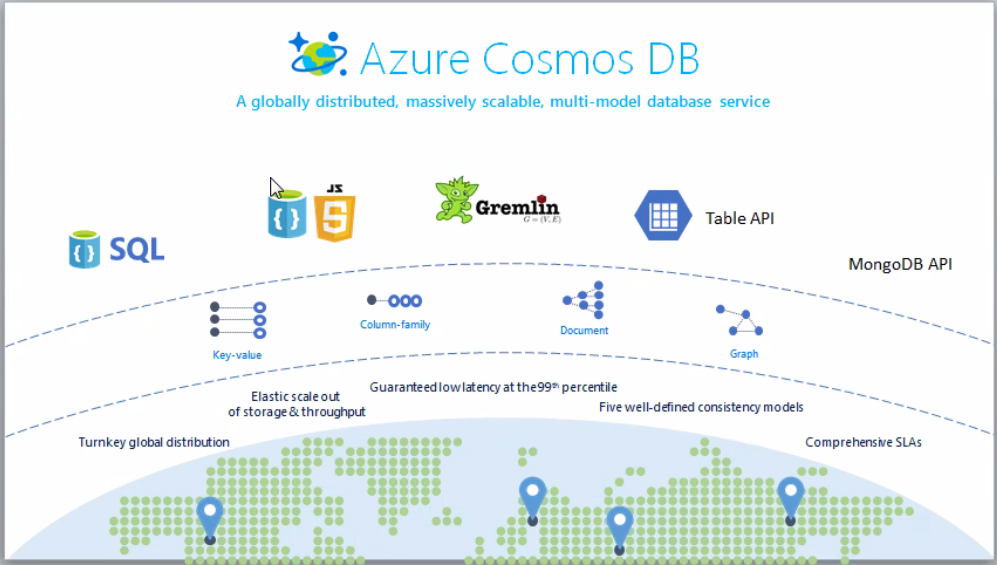 Azure Cosmos DB
A globally distributed, massively scalable, multi-model database service
{ } SQL
{ }
JS
Gremlin
G = (V, E)
Table API
MongoDB API
Key-value
Column-family
Document
Graph
Turnkey global distribution
Elastic scale out
of storage & throughput
Guaranteed low latency at the 99th percentile
Five well-defined consistency models
Comprehensive SLAs